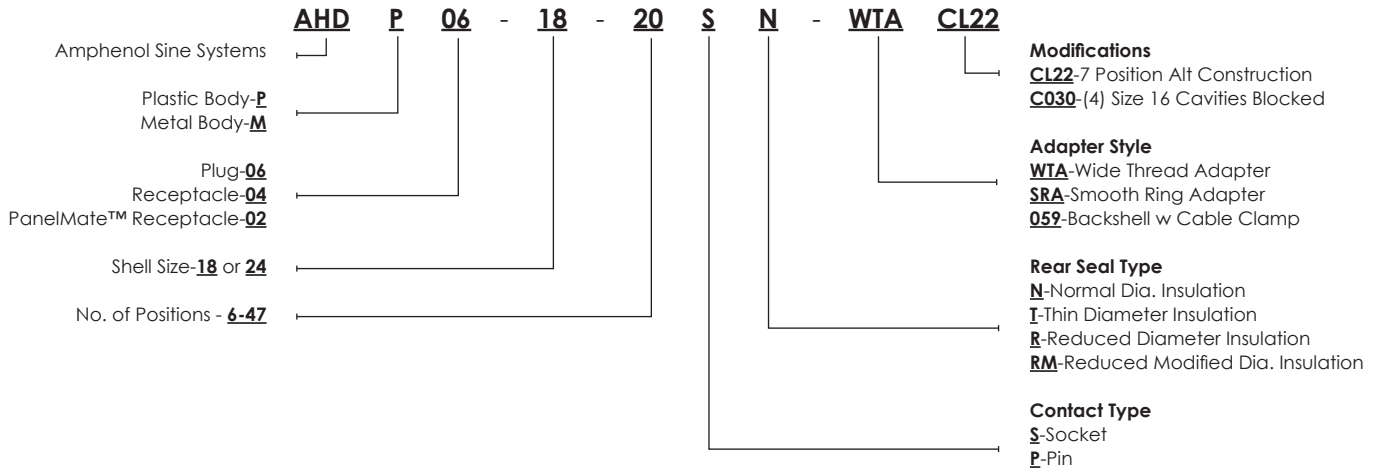 AHD P 06 - 18 - 20 S N - WTA CL22
Amphenol Sine Systems
Plastic Body-P
Metal Body-M
Plug-06
Receptacle-04
PanelMate™ Receptacle-02
Shell Size-18 or 24
No. of Positions - 6-47
Modifications
CL22-7 Position Alt Construction
C030-(4) Size 16 Cavities Blocked
Adapter Style
WTA-Wide Thread Adapter
SRA-Smooth Ring Adapter
059-Backshell w Cable Clamp
Rear Seal Type
N-Normal Dia. Insulation
T-Thin Diameter Insulation
R-Reduced Diameter Insulation
RM-Reduced Modified Dia. Insulation
Contact Type
S-Socket
P-Pin